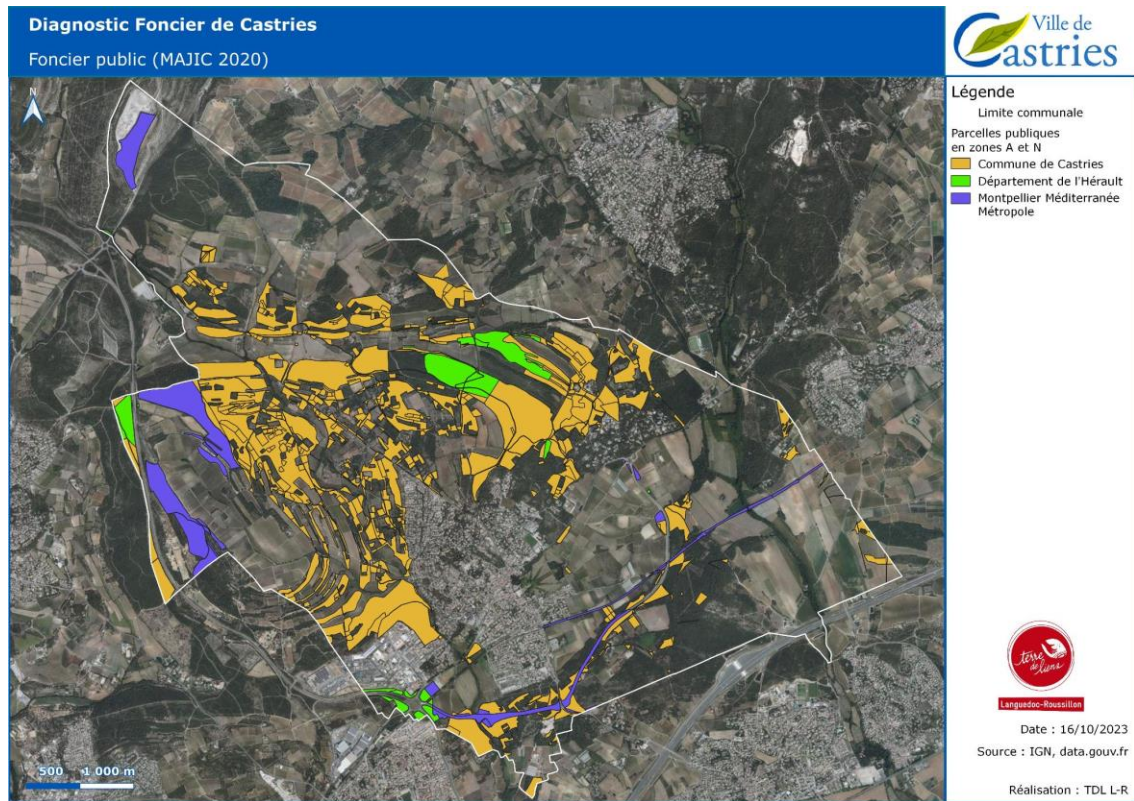 Diagnostic Foncier de Castries
Foncier public (MAJIC 2020)
Ville de
Castries
N
Légende
Limite communale
Parcelles publiques
en zones A et N
Commune de Castries
Département de l'Hérault
Montpellier Méditerranée
Métropole
terre
de liens
Languedoc-Roussillon
Date : 16/10/2023
Source : IGN, data.gouv.fr
Réalisation : TDL L-R
500 1 000 m